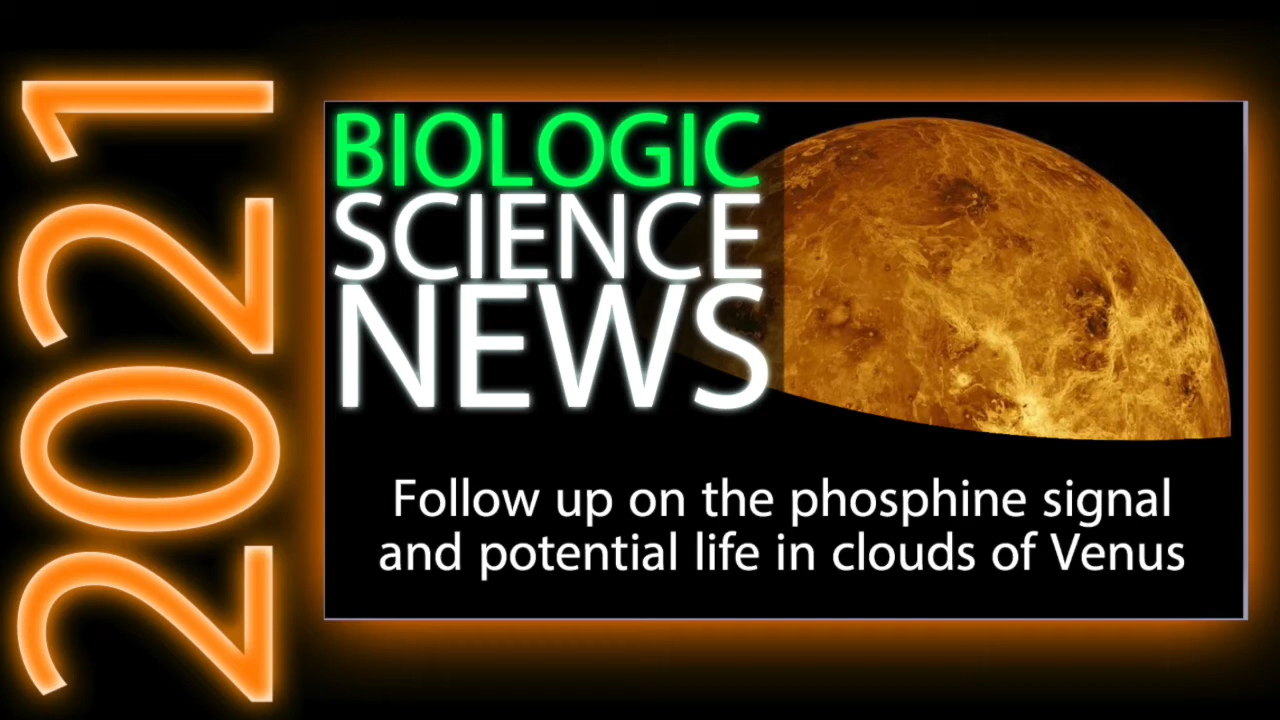 2021
BIOLOGIC
SCIENCE
NEWS
Follow up on the phosphine signal
and potential life in clouds of Venus